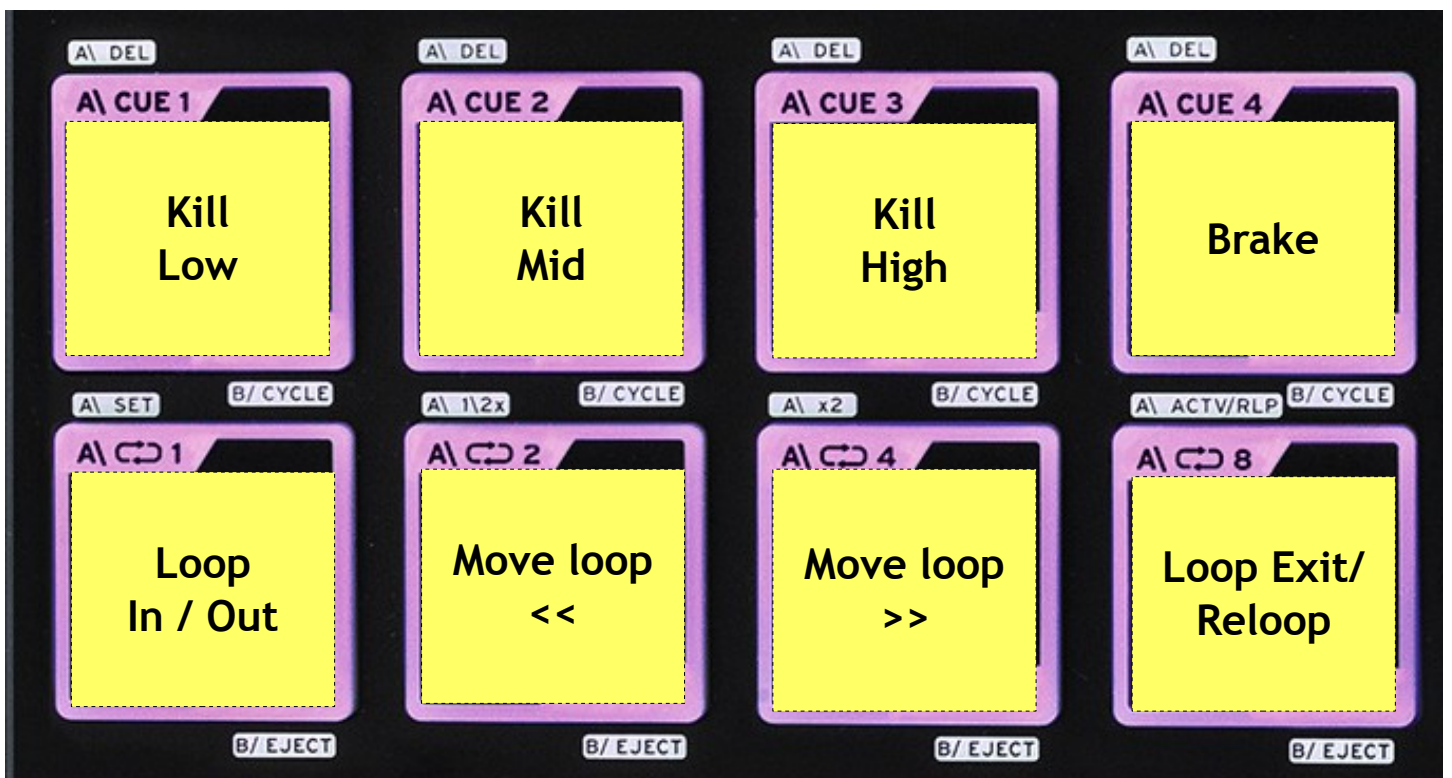 A\ DEL
A\ DEL
A\ DEL
A\ DEL
A\ CUE 1
A\ CUE 2
A\ CUE 3
A\ CUE 4
Kill
Low
Kill
Mid
Kill
High
Brake
B/ CYCLE
B/ CYCLE
B/ CYCLE
B/ CYCLE
A\ SET
A\ 1\2x
A\ x2
A\ ACTV/RLP
A\ 1
A\ 2
A\ 4
A\ 8
Loop
In / Out
Move loop
<<
Move loop
>>
Loop Exit/
Reloop
B/ EJECT
B/ EJECT
B/ EJECT
B/ EJECT